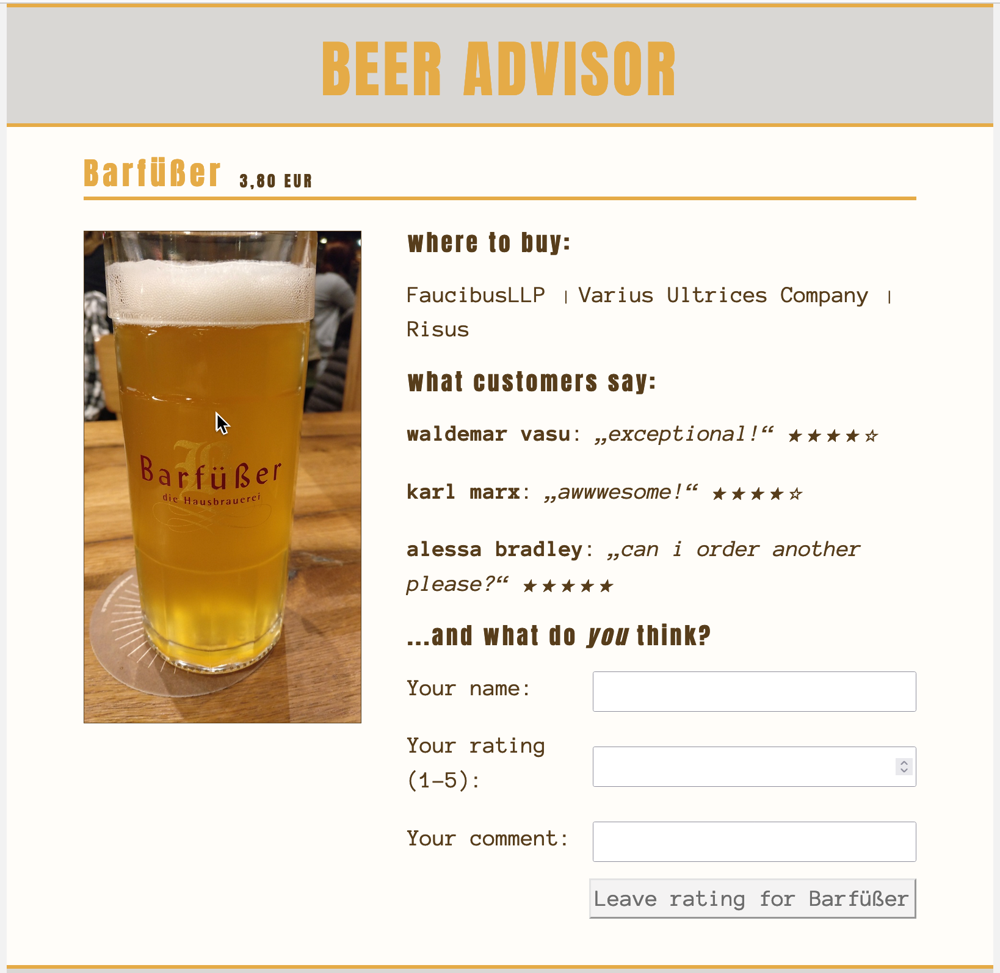 BEER ADVISOR
Barfüßer 3,80 EUR
Barfüßer
die Hausbrauerei
where to buy:
FaucibusLLP | Varius Ultrices Company |
Risus
what customers say:
waldemar vasu: „exceptional!“ ★★★★☆
karl marx: „awwwesome!“ ★★★★☆
alessa bradley: „can i order another
please?“ ★★★★★
...and what do you think?
Your name:
Your rating
(1–5):
Your comment:
Leave rating for Barfüßer